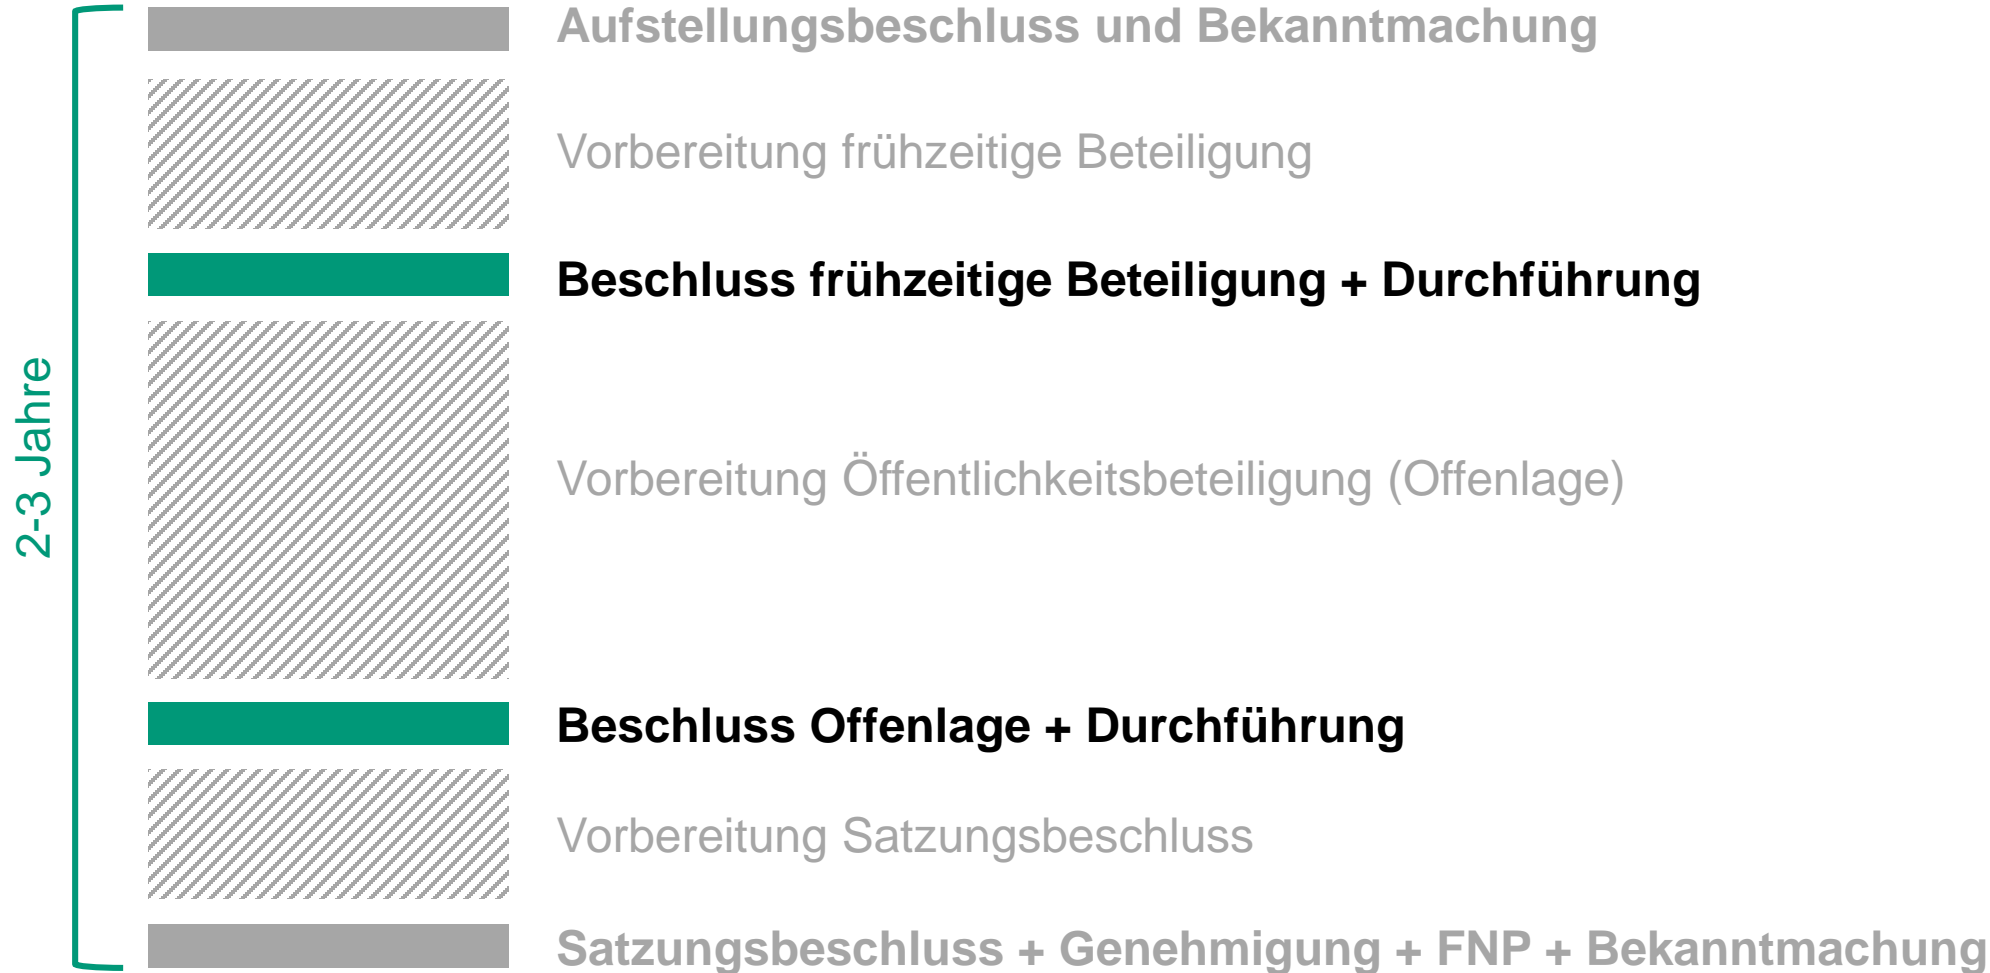 Aufstellungsbeschluss und Bekanntmachung
Vorbereitung frühzeitige Beteiligung
Beschluss frühzeitige Beteiligung + Durchführung
2-3 Jahre
Vorbereitung Öffentlichkeitsbeteiligung (Offenlage)
Beschluss Offenlage + Durchführung
Vorbereitung Satzungsbeschluss
Satzungsbeschluss + Genehmigung + FNP + Bekanntmachung